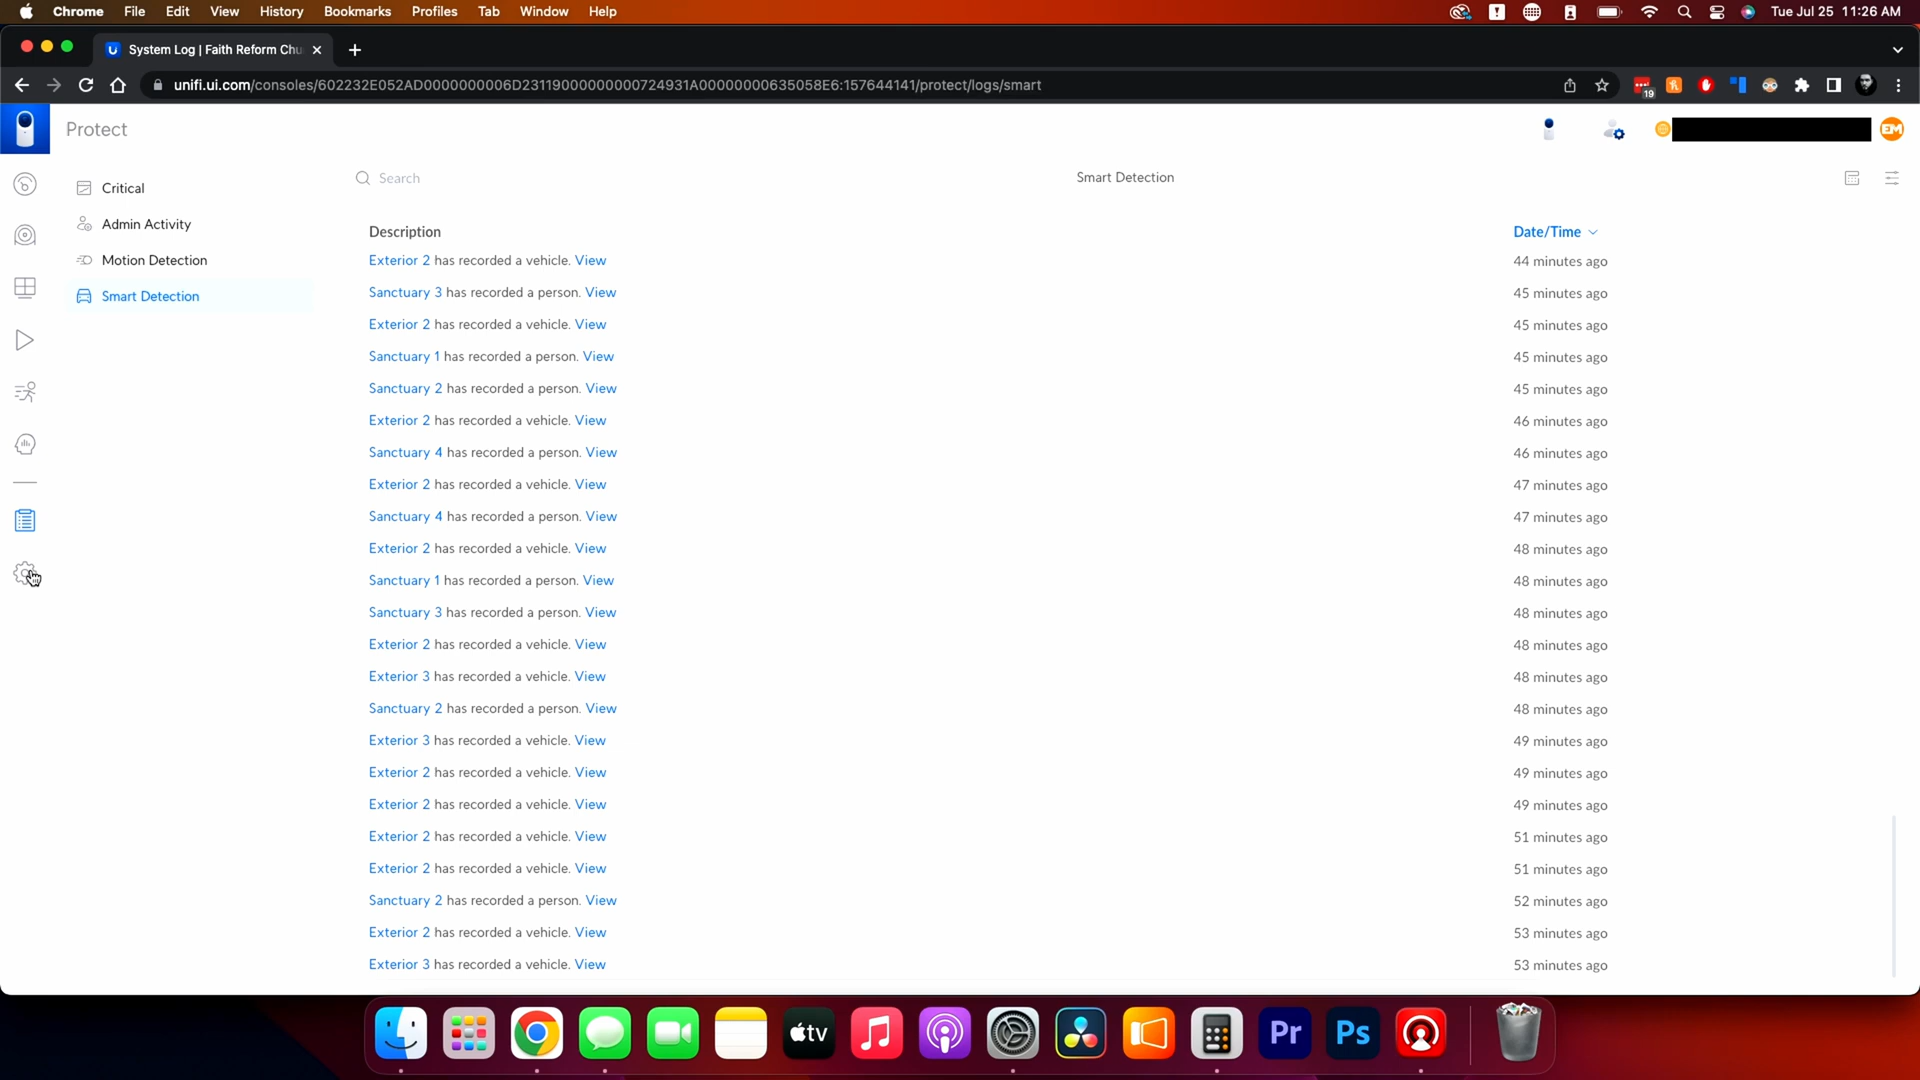 Chrome File Edit View History Bookmarks Profiles Tab Window Help Tue Jul 25 11:26 AM
System Log | Faith Reform Chu
unifi.ui.com/consoles/602232E052AD0000000006D23119000000000724931A00000000635058E6:157644141/protect/logs/smart 19
Protect EM
Critical
Admin Activity
Motion Detection
Smart Detection
Search Smart Detection
Description Date/Time
Exterior 2 has recorded a vehicle. View 44 minutes ago
Sanctuary 3 has recorded a person. View 45 minutes ago
Exterior 2 has recorded a vehicle. View 45 minutes ago
Sanctuary 1 has recorded a person. View 45 minutes ago
Sanctuary 2 has recorded a person. View 45 minutes ago
Exterior 2 has recorded a vehicle. View 46 minutes ago
Sanctuary 4 has recorded a person. View 46 minutes ago
Exterior 2 has recorded a vehicle. View 47 minutes ago
Sanctuary 4 has recorded a person. View 47 minutes ago
Exterior 2 has recorded a vehicle. View 48 minutes ago
Sanctuary 1 has recorded a person. View 48 minutes ago
Sanctuary 3 has recorded a person. View 48 minutes ago
Exterior 2 has recorded a vehicle. View 48 minutes ago
Exterior 3 has recorded a vehicle. View 48 minutes ago
Sanctuary 2 has recorded a person. View 48 minutes ago
Exterior 3 has recorded a vehicle. View 49 minutes ago
Exterior 2 has recorded a vehicle. View 49 minutes ago
Exterior 2 has recorded a vehicle. View 49 minutes ago
Exterior 2 has recorded a vehicle. View 51 minutes ago
Exterior 2 has recorded a vehicle. View 51 minutes ago
Sanctuary 2 has recorded a person. View 52 minutes ago
Exterior 2 has recorded a vehicle. View 53 minutes ago
Exterior 3 has recorded a vehicle. View 53 minutes ago
tv Pr Ps